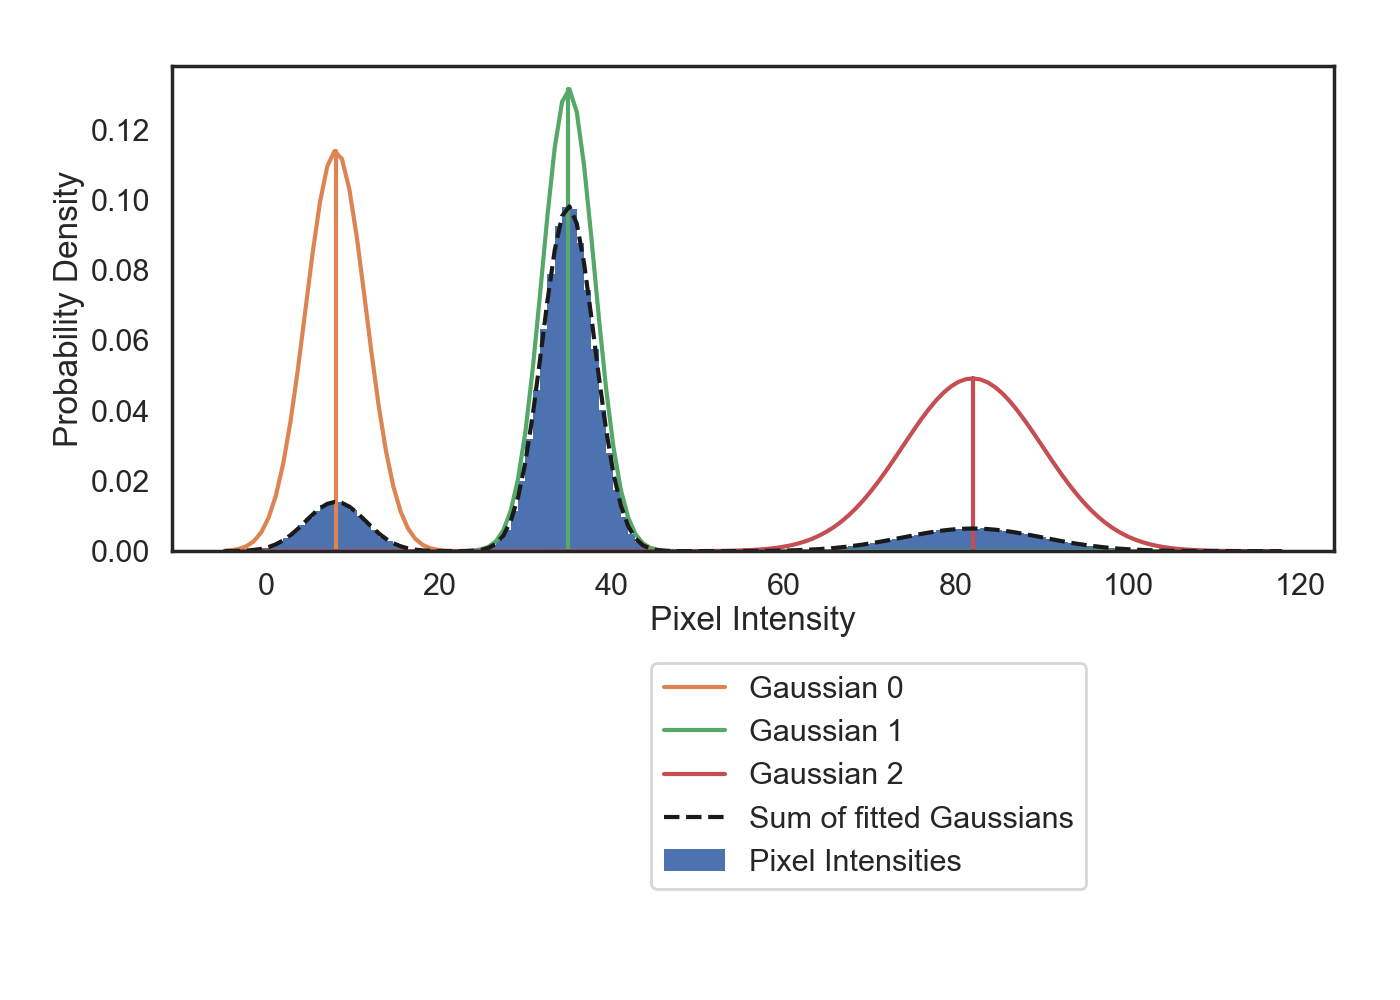 Probability Density
0.12
0.10
0.08
0.06
0.04
0.02
0.00
0 20 40 60 80 100 120
Pixel Intensity
Gaussian 0
Gaussian 1
Gaussian 2
Sum of fitted Gaussians
Pixel Intensities